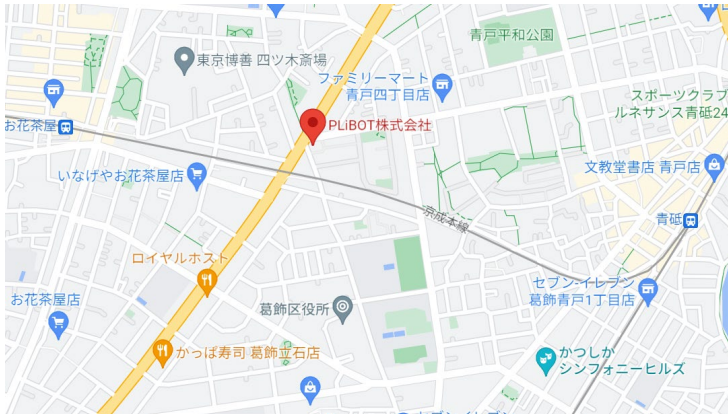 青戸平和公園
東京博善 四ツ木斎場
ファミリーマート
青戸四丁目店
スポーツクラブ
ルネサンス青砥24
お花茶屋
PLiBOT株式会社
いなげやお花茶屋店
文教堂書店 青戸店
京成本線
青砥
ロイヤルホスト
お花茶屋店
葛飾区役所
セブン-イレブン
葛飾青戸1丁目店
かっぱ寿司 葛飾立石店
かつしか
シンフォニーヒルズ